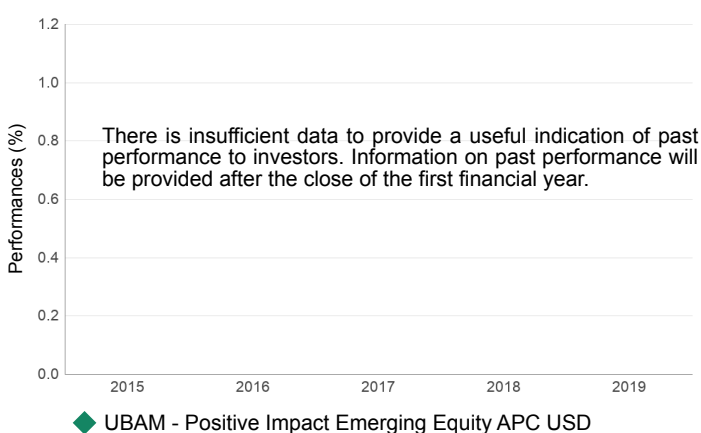 1.2
1.0
Performances (%)
0.8
There is insufficient data to provide a useful indication of past
performance to investors. Information on past performance will
be provided after the close of the first financial year.
0.6
0.4
0.2
0.0
2015 2016 2017 2018 2019
UBAM - Positive Impact Emerging Equity APC USD